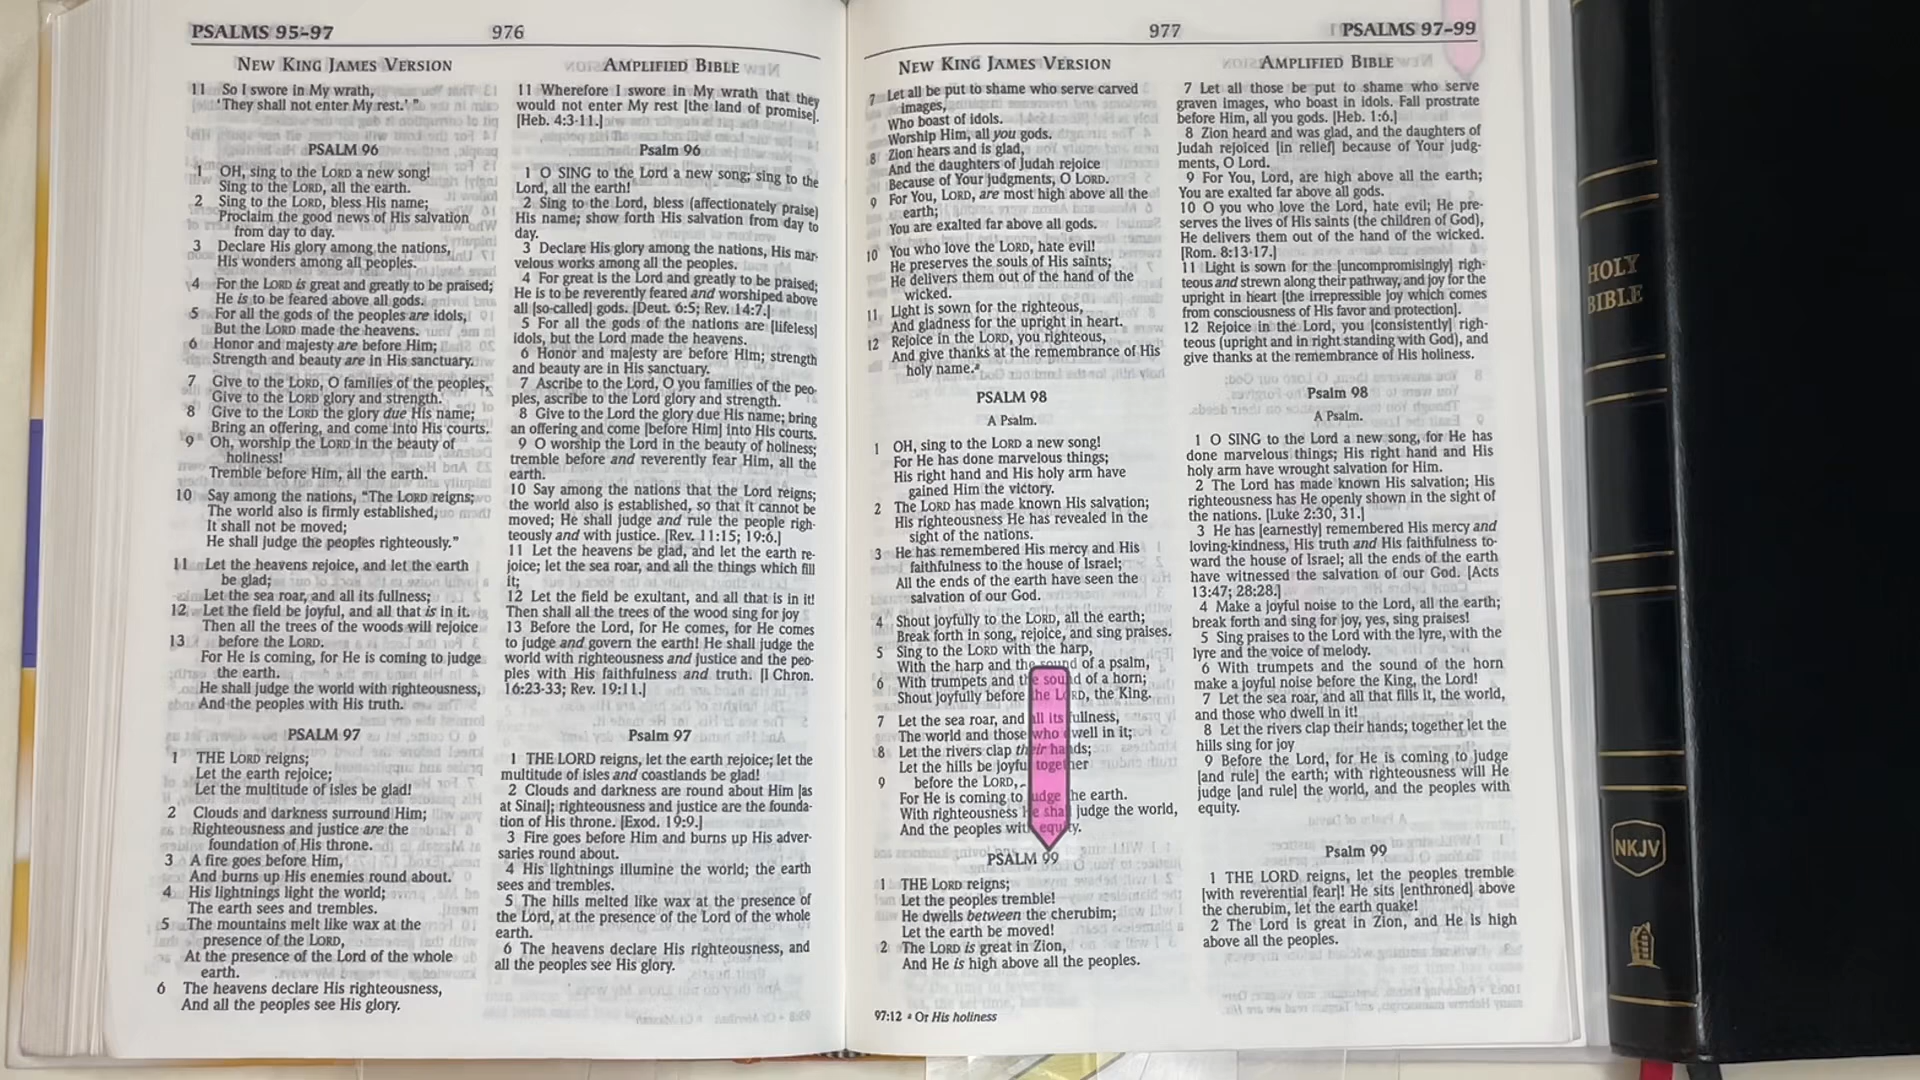 PSALMS 95–97
976
NEW KING JAMES VERSION
11 So I swore in My wrath,
‘They shall not enter My rest.’ ”
PSALM 96
1 OH, sing to the LORD a new song!
Sing to the LORD, all the earth.
2 Sing to the LORD, bless His name;
Proclaim the good news of His salvation
from day to day.
3 Declare His glory among the nations,
His wonders among all peoples.
4 For the LORD is great and greatly to be praised;
He is to be feared above all gods.
5 For all the gods of the peoples are idols,
But the LORD made the heavens.
6 Honor and majesty are before Him;
Strength and beauty are in His sanctuary.
7 Give to the LORD, O families of the peoples,
Give to the LORD glory and strength.
8 Give to the LORD the glory due His name;
Bring an offering, and come into His courts.
9 Oh, worship the LORD in the beauty of
holiness!
Tremble before Him, all the earth.
10 Say among the nations, “The LORD reigns;
The world also is firmly established,
It shall not be moved;
He shall judge the peoples righteously.”
11 Let the heavens rejoice, and let the earth
be glad;
Let the sea roar, and all its fullness;
12 Let the field be joyful, and all that is in it.
Then all the trees of the woods will rejoice
13 before the LORD.
For He is coming, for He is coming to judge
the earth.
He shall judge the world with righteousness,
And the peoples with His truth.
PSALM 97
1 THE LORD reigns;
Let the earth rejoice;
Let the multitude of isles be glad!
2 Clouds and darkness surround Him;
Righteousness and justice are the
foundation of His throne.
3 A fire goes before Him,
And burns up His enemies round about.
4 His lightnings light the world;
The earth sees and trembles.
5 The mountains melt like wax at the
presence of the LORD,
At the presence of the Lord of the whole
earth.
6 The heavens declare His righteousness,
And all the peoples see His glory.
AMPLIFIED BIBLE
11 Wherefore I swore in My wrath that they
would not enter My rest [the land of promise].
[Heb. 4:3-11.]
Psalm 96
1 O SING to the Lord a new song; sing to the
Lord, all the earth!
2 Sing to the Lord, bless (affectionately praise)
His name; show forth His salvation from day to
day.
3 Declare His glory among the nations, His mar-
velous works among all the peoples.
4 For great is the Lord and greatly to be praised;
He is to be reverently feared and worshiped above
all [so-called] gods. [Deut. 6:5; Rev. 14:7.]
5 For all the gods of the nations are [lifeless]
idols, but the Lord made the heavens.
6 Honor and majesty are before Him; strength
and beauty are in His sanctuary.
7 Ascribe to the Lord, O you families of the peo-
ples, ascribe to the Lord glory and strength.
8 Give to the Lord the glory due His name; bring
an offering and come [before Him] into His courts.
9 O worship the Lord in the beauty of holiness;
tremble before and reverently fear Him, all the
earth.
10 Say among the nations that the Lord reigns;
the world also is established, so that it cannot be
moved; He shall judge and rule the people righ-
teously and with justice. [Rev. 11:15; 19:6.]
11 Let the heavens be glad, and let the earth re-
joice; let the sea roar, and all the things which fill
it;
12 Let the field be exultant, and all that is in it!
Then shall all the trees of the wood sing for joy
13 Before the Lord, for He comes, for He comes
to judge and govern the earth! He shall judge the
world with righteousness and justice and the peo-
ples with His faithfulness and truth. [I Chron.
16:23-33; Rev. 19:11.]
Psalm 97
1 THE LORD reigns, let the earth rejoice; let the
multitude of isles and coastlands be glad!
2 Clouds and darkness are round about Him [as
at Sinai]; righteousness and justice are the founda-
tion of His throne. [Exod. 19:9.]
3 Fire goes before Him and burns up His adver-
saries round about.
4 His lightnings illumine the world; the earth
sees and trembles.
5 The hills melted like wax at the presence of
the Lord, at the presence of the Lord of the whole
earth.
6 The heavens declare His righteousness, and
all the peoples see His glory.
977
PSALMS 97–99
NEW KING JAMES VERSION
7 Let all be put to shame who serve carved
images,
Who boast of idols.
Worship Him, all you gods.
8 Zion hears and is glad,
And the daughters of Judah rejoice
Because of Your judgments, O LORD.
9 For You, LORD, are most high above all the
earth;
You are exalted far above all gods.
10 You who love the LORD, hate evil!
He preserves the souls of His saints;
He delivers them out of the hand of the
wicked.
11 Light is sown for the righteous,
And gladness for the upright in heart.
12 Rejoice in the LORD, you righteous,
And give thanks at the remembrance of His
holy name.ª
PSALM 98
A Psalm.
1 OH, sing to the LORD a new song!
For He has done marvelous things;
His right hand and His holy arm have
gained Him the victory.
2 The LORD has made known His salvation;
His righteousness He has revealed in the
sight of the nations.
3 He has remembered His mercy and His
faithfulness to the house of Israel;
All the ends of the earth have seen the
salvation of our God.
4 Shout joyfully to the LORD, all the earth;
Break forth in song, rejoice, and sing praises.
5 Sing to the LORD with the harp,
With the harp and the sound of a psalm,
6 With trumpets and the sound of a horn;
Shout joyfully before the LORD, the King.
7 Let the sea roar, and all its fullness,
The world and those who dwell in it;
8 Let the rivers clap their hands;
Let the hills be joyful together
9 before the LORD,
For He is coming to judge the earth.
With righteousness He shall judge the world,
And the peoples with equity.
PSALM 99
1 THE LORD reigns;
Let the peoples tremble!
He dwells between the cherubim;
Let the earth be moved!
2 The LORD is great in Zion,
And He is high above all the peoples.
97:12 ª Or His holiness
AMPLIFIED BIBLE
7 Let all those be put to shame who serve
graven images, who boast in idols. Fall prostrate
before Him, all you gods. [Heb. 1:6.]
8 Zion heard and was glad, and the daughters of
Judah rejoiced [in relief] because of Your judg-
ments, O Lord.
9 For You, Lord, are high above all the earth;
You are exalted far above all gods.
10 O you who love the Lord, hate evil; He pre-
serves the lives of His saints (the children of God),
He delivers them out of the hand of the wicked.
[Rom. 8:13-17.]
11 Light is sown for the [uncompromisingly] righ-
teous and strewn along their pathway, and joy for the
upright in heart [the irrepressible joy which comes
from consciousness of His favor and protection].
12 Rejoice in the Lord, you [consistently] righ-
teous (upright and in right standing with God), and
give thanks at the remembrance of His holiness.
Psalm 98
A Psalm.
1 O SING to the Lord a new song, for He has
done marvelous things; His right hand and His
holy arm have wrought salvation for Him.
2 The Lord has made known His salvation; His
righteousness has He openly shown in the sight of
the nations. [Luke 2:30, 31.]
3 He has [earnestly] remembered His mercy and
loving-kindness, His truth and His faithfulness to-
ward the house of Israel; all the ends of the earth
have witnessed the salvation of our God. [Acts
13:47; 28:28.]
4 Make a joyful noise to the Lord, all the earth;
break forth and sing for joy, yes, sing praises!
5 Sing praises to the Lord with the lyre, with the
lyre and the voice of melody.
6 With trumpets and the sound of the horn
make a joyful noise before the King, the Lord!
7 Let the sea roar, and all that fills it, the world,
and those who dwell in it!
8 Let the rivers clap their hands; together let the
hills sing for joy
9 Before the Lord, for He is coming to judge
[and rule] the earth; with righteousness will He
judge [and rule] the world, and the peoples with
equity.
Psalm 99
1 THE LORD reigns, let the peoples tremble
[with reverential fear]! He sits [enthroned] above
the cherubim, let the earth quake!
2 The Lord is great in Zion, and He is high
above all the peoples.
HOLY
BIBLE
NKJV